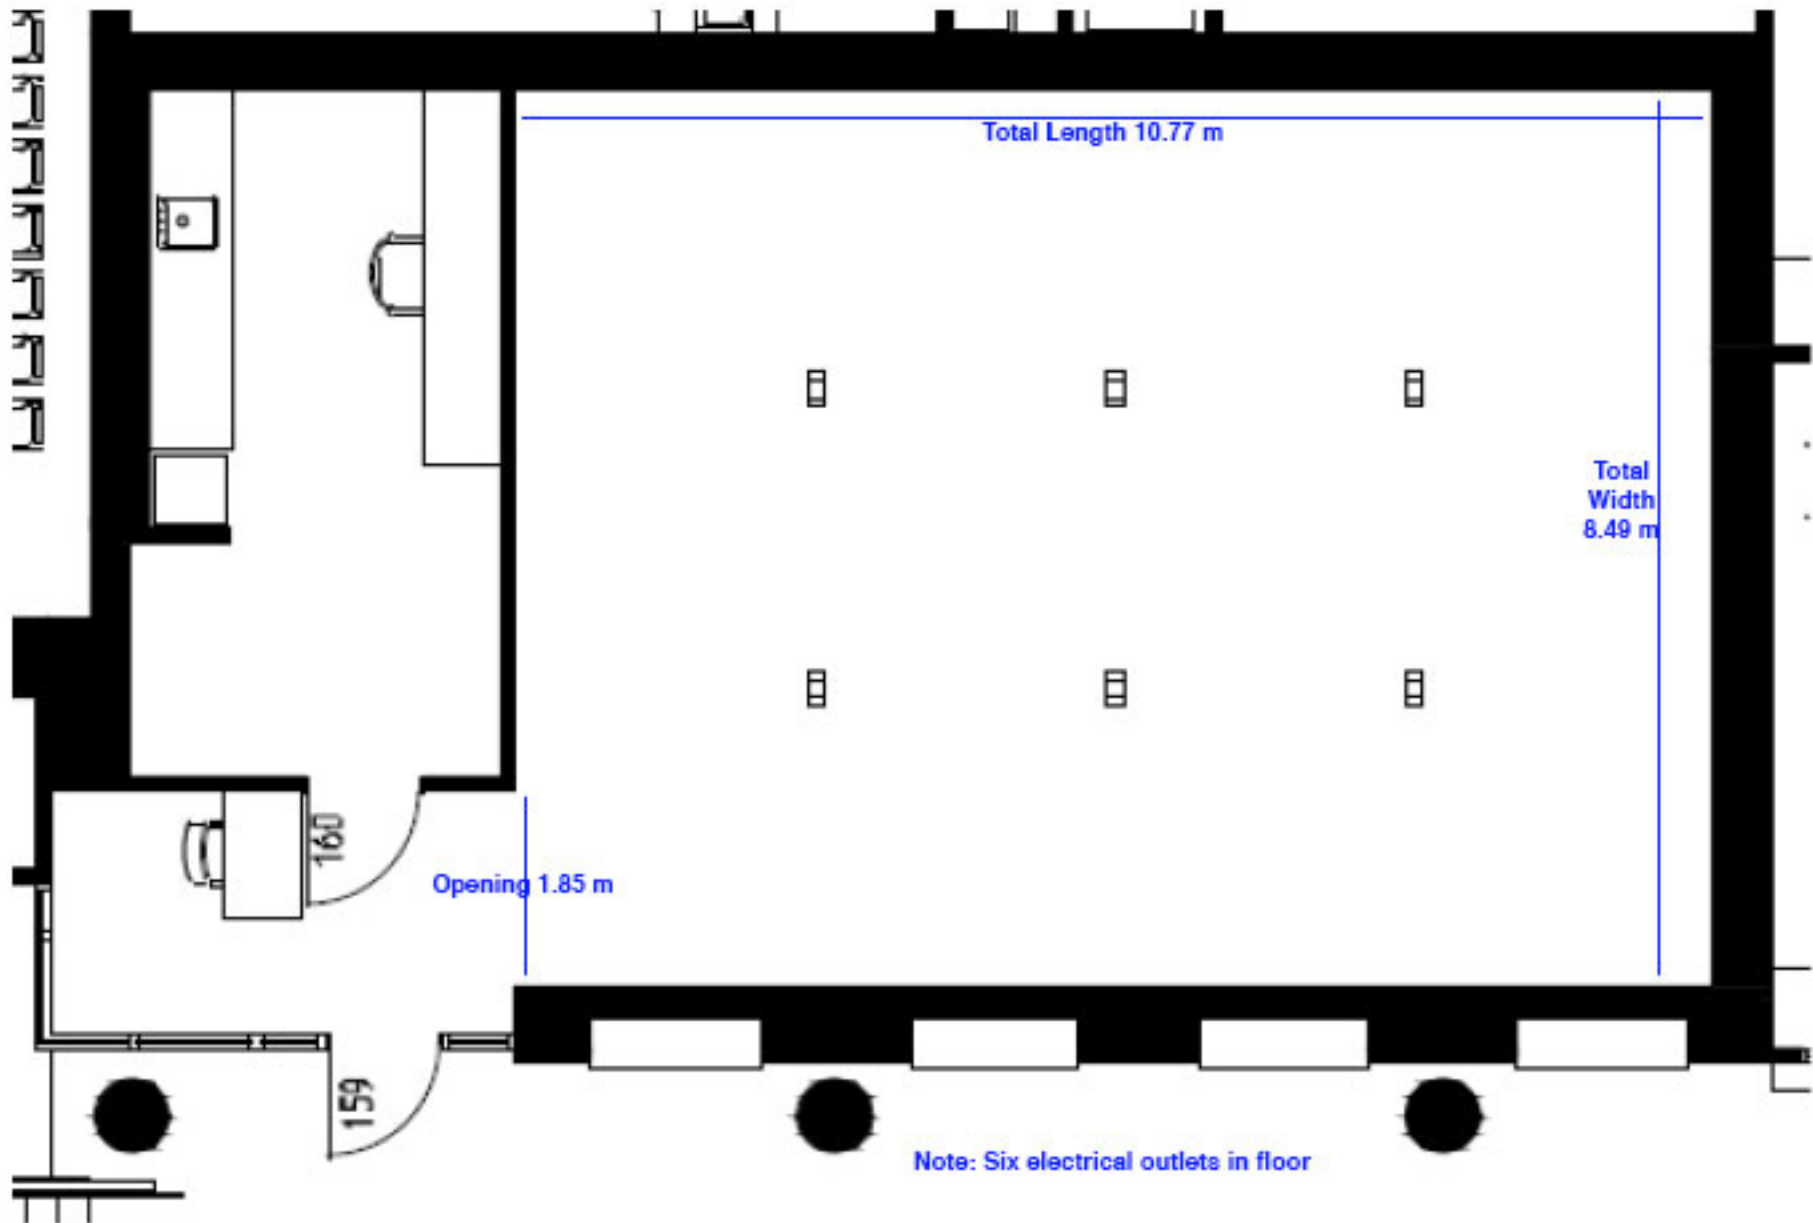 Total Length 10.77 m
Total
Width
8.49 m
160
Opening 1.85 m
159
Note: Six electrical outlets in floor